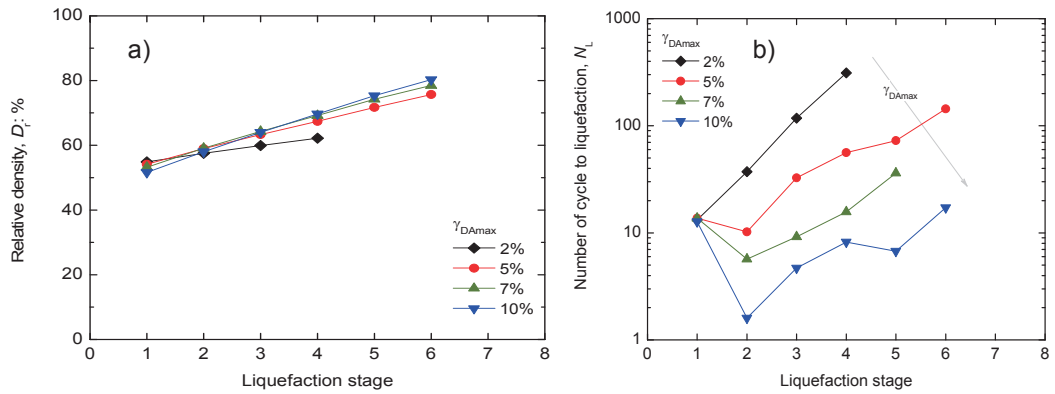 a)
Relative density, Dr: %
100
80
60
40
20
0
0 1 2 3 4 5 6 7 8
Liquefaction stage
γDAmax
2%
5%
7%
10%
b)
Number of cycle to liquefaction, NL
1000
100
10
1
0 1 2 3 4 5 6 7 8
Liquefaction stage
γDAmax
2%
5%
7%
10%
γDAmax